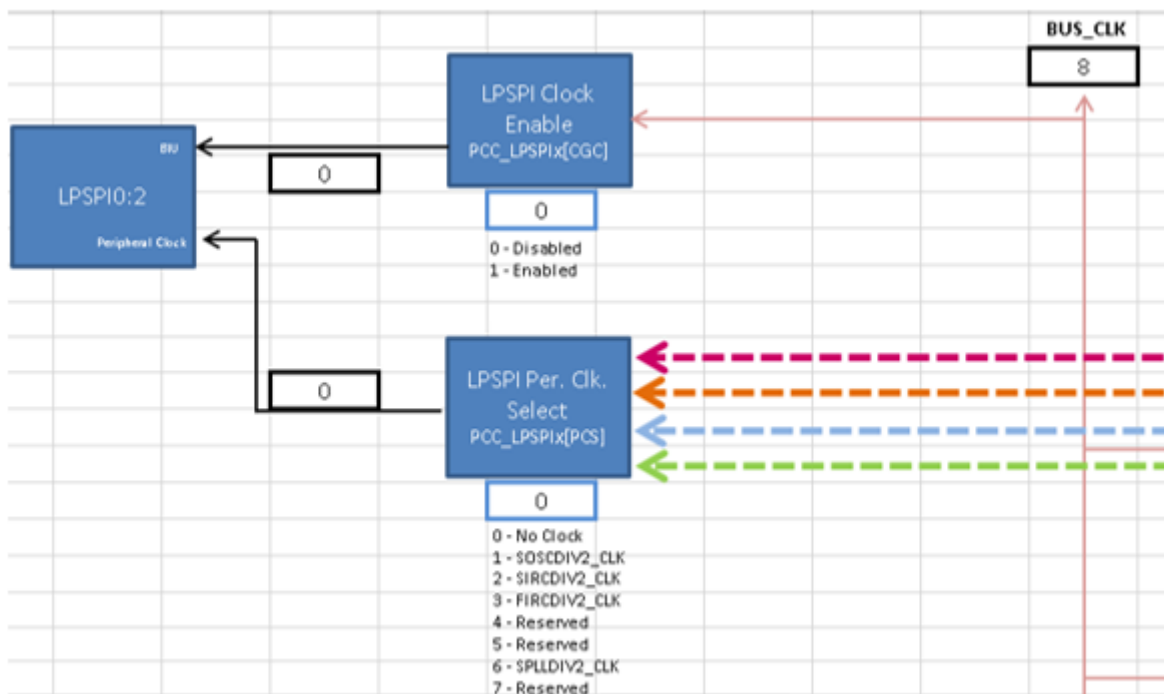 BUS_CLK
8
LPSPI Clock
Enable
PCC_LPSPIx[CGC]
BIU
0
LPSPI0:2
0
Peripheral Clock
0 - Disabled
1 - Enabled
LPSPI Per. Clk.
Select
PCC_LPSPIx[PCS]
0
0
0 - No Clock
1 - SOSCDIV2_CLK
2 - SIRCDIV2_CLK
3 - FIRCDIV2_CLK
4 - Reserved
5 - Reserved
6 - SPLLDIV2_CLK
7 - Reserved